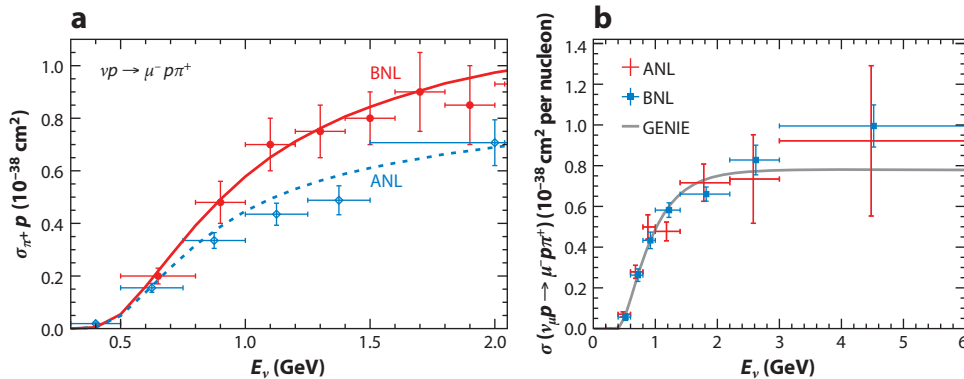 a
νp → μ⁻ pπ⁺
BNL
ANL
σπ⁺ p (10⁻³⁸ cm²)
1.0
0.8
0.6
0.4
0.2
0.0
0.5 1.0 1.5 2.0
Eν (GeV)
b
ANL
BNL
GENIE
σ (νμp → μ⁻pπ⁺) (10⁻³⁸ cm² per nucleon)
1.4
1.2
1.0
0.8
0.6
0.4
0.2
0.0
0 1 2 3 4 5 6
Eν (GeV)